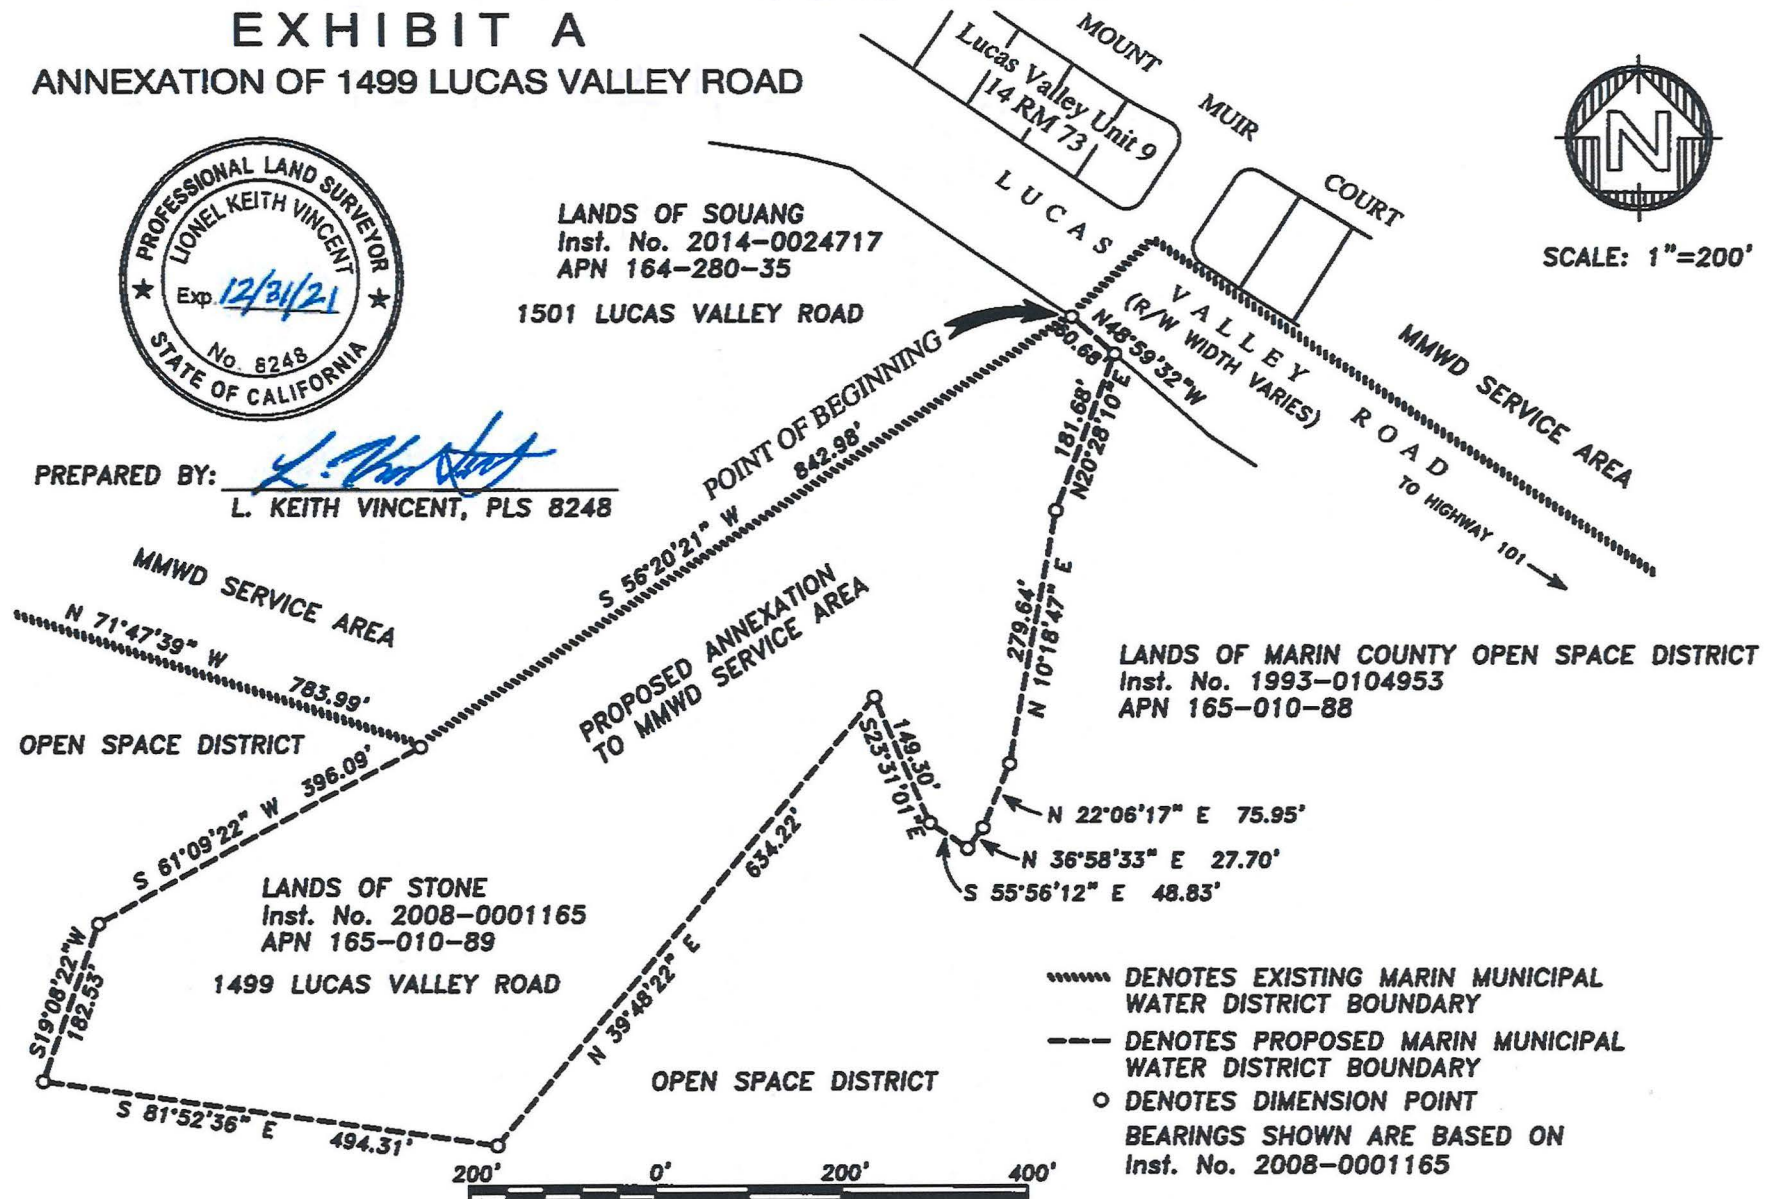 EXHIBIT A
ANNEXATION OF 1499 LUCAS VALLEY ROAD
PROFESSIONAL LAND SURVEYOR
LIONEL KEITH VINCENT
Exp. 12/31/21
No. 8248
STATE OF CALIFORNIA
PREPARED BY:
L. KEITH VINCENT, PLS 8248
LANDS OF SOUANG
Inst. No. 2014-0024717
APN 164-280-35
1501 LUCAS VALLEY ROAD
MOUNT MUIR COURT
Lucas Valley Unit 9
14 RM 73
LUCAS VALLEY ROAD
(R/W WIDTH VARIES)
N
SCALE: 1"=200'
MMWD SERVICE AREA
TO HIGHWAY 101
POINT OF BEGINNING
N48°59'32"W
60.68'
181.68'
N20°28'10"E
842.98'
S 56°20'21" W
279.64'
N 10°18'47" E
MMWD SERVICE AREA
N 71°47'39" W
783.99'
PROPOSED ANNEXATION
TO MMWD SERVICE AREA
LANDS OF MARIN COUNTY OPEN SPACE DISTRICT
Inst. No. 1993-0104953
APN 165-010-88
OPEN SPACE DISTRICT
S 61°09'22" W 396.09'
149.30'
S23°31'01"E
N 22°06'17" E 75.95'
N 36°58'33" E 27.70'
S 55°56'12" E 48.83'
634.22'
N 39°48'22" E
LANDS OF STONE
Inst. No. 2008-0001165
APN 165-010-89
1499 LUCAS VALLEY ROAD
S19°08'22"W
182.53'
S 81°52'36" E 494.31'
OPEN SPACE DISTRICT
DENOTES EXISTING MARIN MUNICIPAL
WATER DISTRICT BOUNDARY
DENOTES PROPOSED MARIN MUNICIPAL
WATER DISTRICT BOUNDARY
DENOTES DIMENSION POINT
BEARINGS SHOWN ARE BASED ON
Inst. No. 2008-0001165
200' 0' 200' 400'